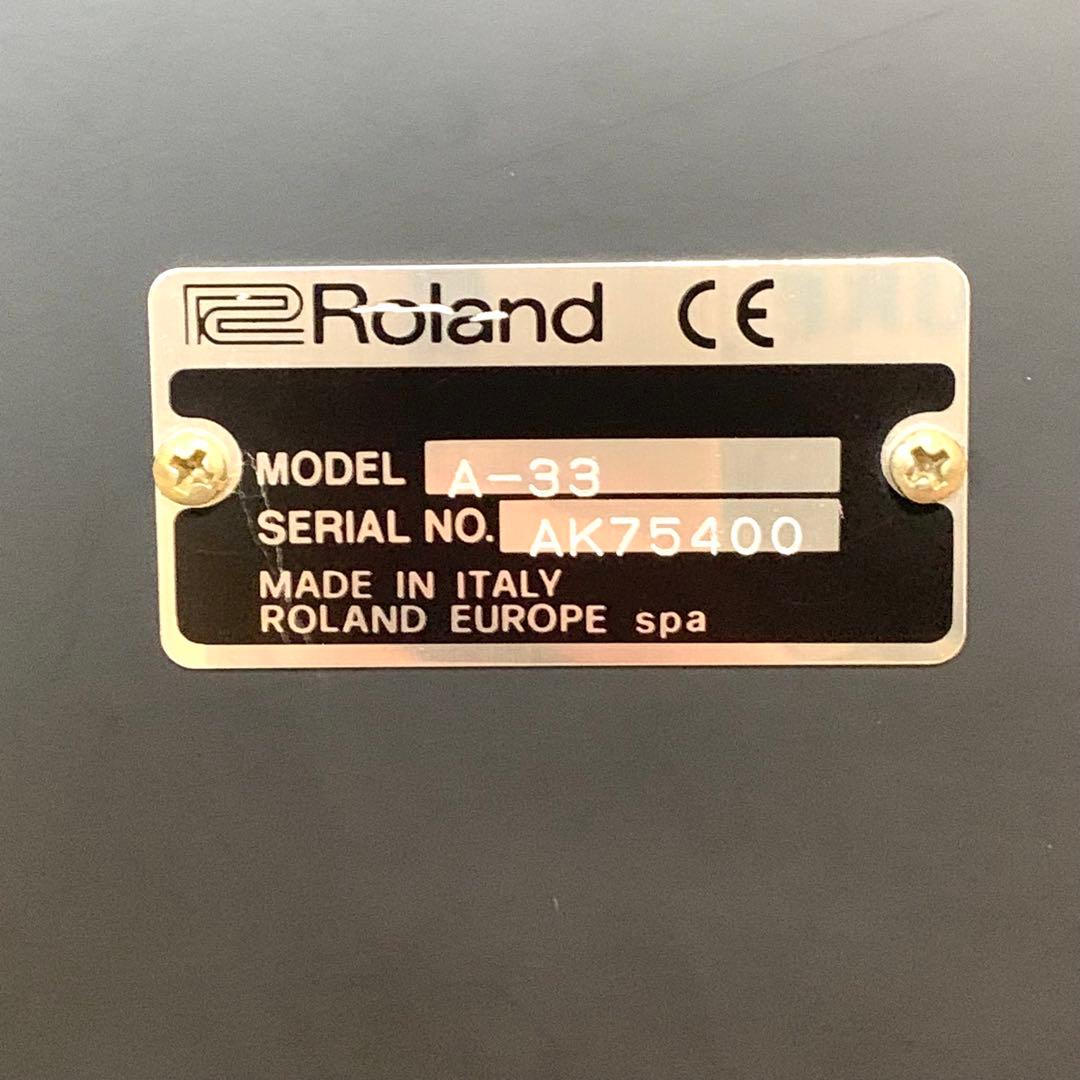 Roland CE
MODEL A-33
SERIAL NO. AK75400
MADE IN ITALY
ROLAND EUROPE spa